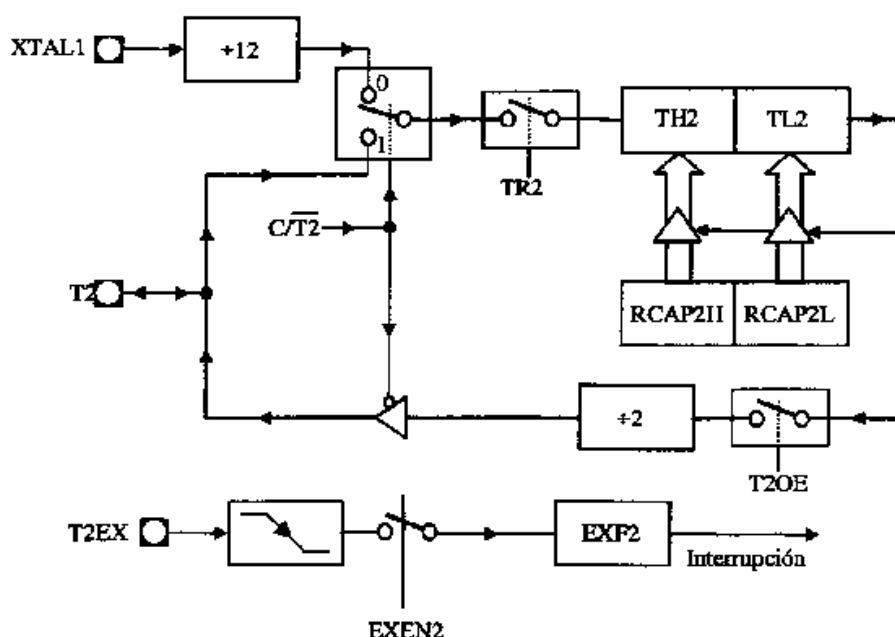 XTAL1
+12
0
1
TR2
TH2
TL2
C/T2
T2
RCAP2H
RCAP2L
+2
T2OE
T2EX
EXF2
Interrupción
EXEN2